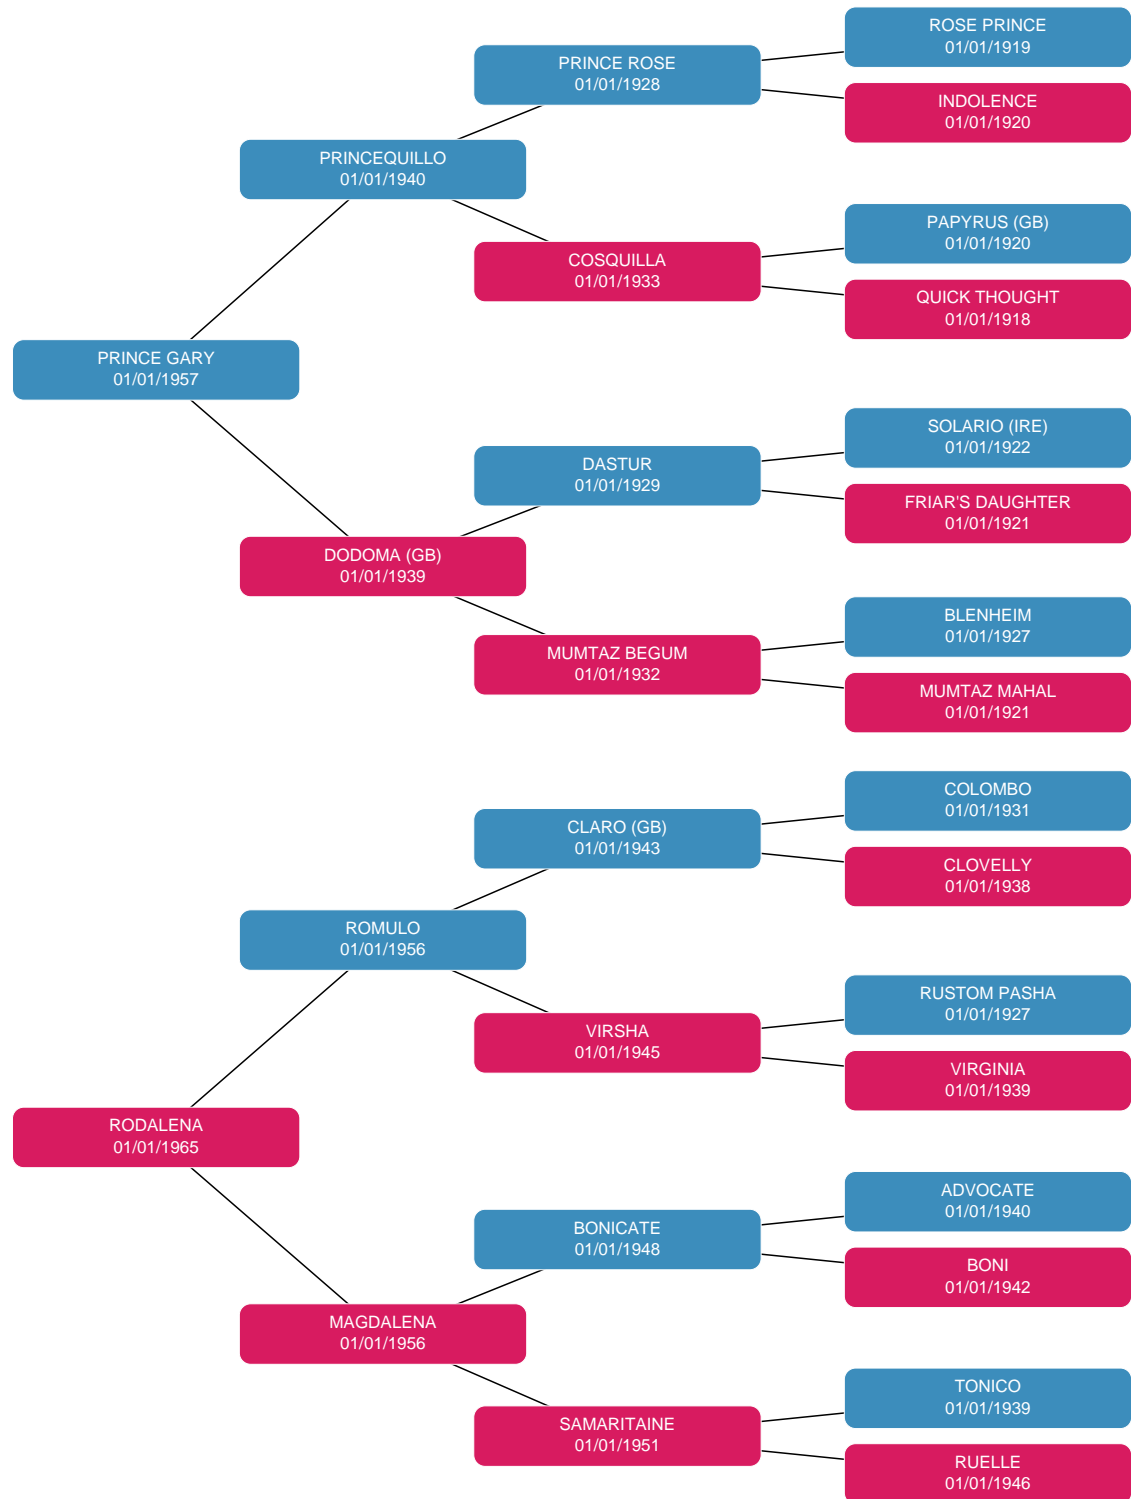 ROSE PRINCE
01/01/1919
PRINCE ROSE
01/01/1928
INDOLENCE
01/01/1920
PRINCEQUILLO
01/01/1940
PAPYRUS (GB)
01/01/1920
COSQUILLA
01/01/1933
QUICK THOUGHT
01/01/1918
PRINCE GARY
01/01/1957
SOLARIO (IRE)
01/01/1922
DASTUR
01/01/1929
FRIAR'S DAUGHTER
01/01/1921
DODOMA (GB)
01/01/1939
BLENHEIM
01/01/1927
MUMTAZ BEGUM
01/01/1932
MUMTAZ MAHAL
01/01/1921
COLOMBO
01/01/1931
CLARO (GB)
01/01/1943
CLOVELLY
01/01/1938
ROMULO
01/01/1956
RUSTOM PASHA
01/01/1927
VIRSHA
01/01/1945
VIRGINIA
01/01/1939
RODALENA
01/01/1965
ADVOCATE
01/01/1940
BONICATE
01/01/1948
BONI
01/01/1942
MAGDALENA
01/01/1956
TONICO
01/01/1939
SAMARITAINE
01/01/1951
RUELLE
01/01/1946